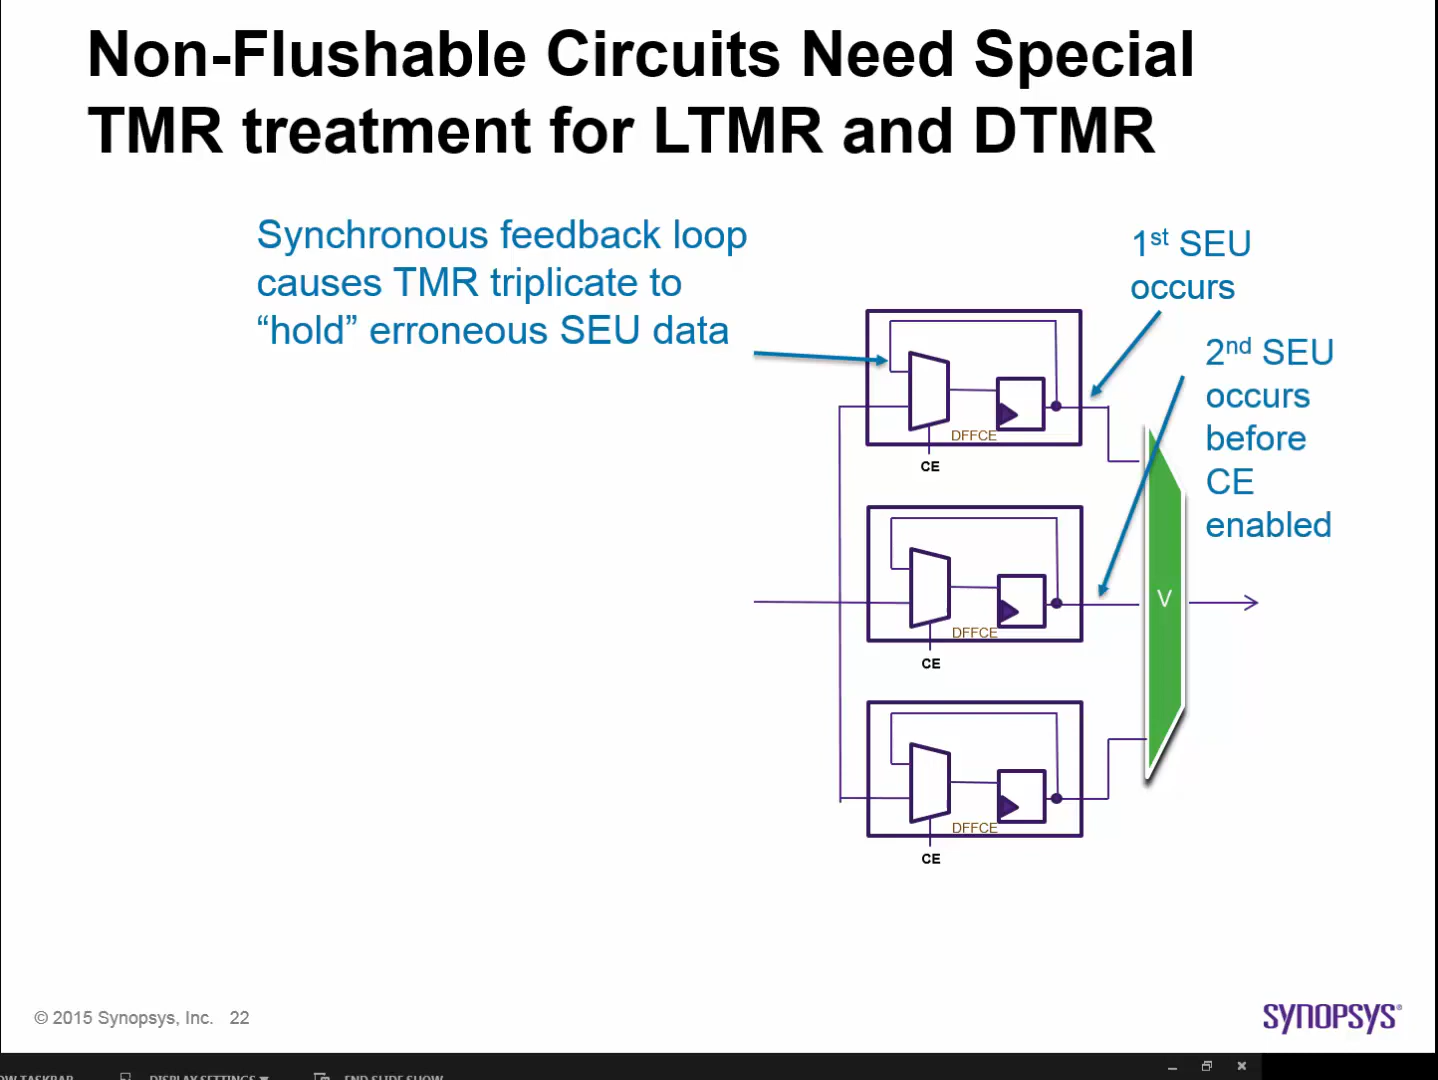 Non-Flushable Circuits Need Special
TMR treatment for LTMR and DTMR
Synchronous feedback loop
causes TMR triplicate to
“hold” erroneous SEU data
1st SEU
occurs
2nd SEU
occurs
before
CE
enabled
DFFCE
CE
V
DFFCE
CE
DFFCE
CE
© 2015 Synopsys, Inc. 22
SYNOPSYS®
DISPLAY SETTINGS ▼
END SLIDE SHOW